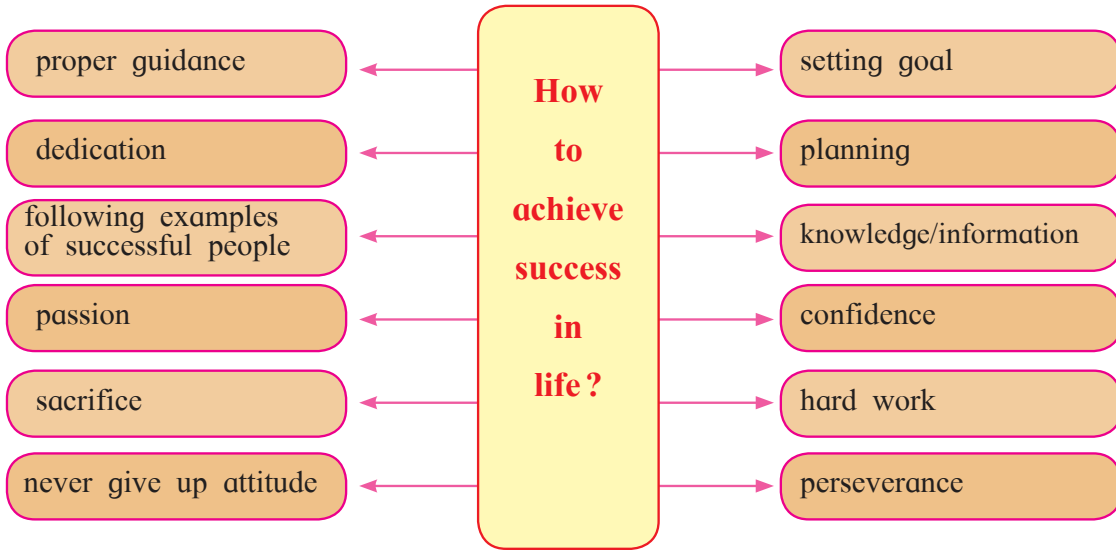 How
to
achieve
success
in
life ?
proper guidance
dedication
following examples
of successful people
passion
sacrifice
never give up attitude
setting goal
planning
knowledge/information
confidence
hard work
perseverance